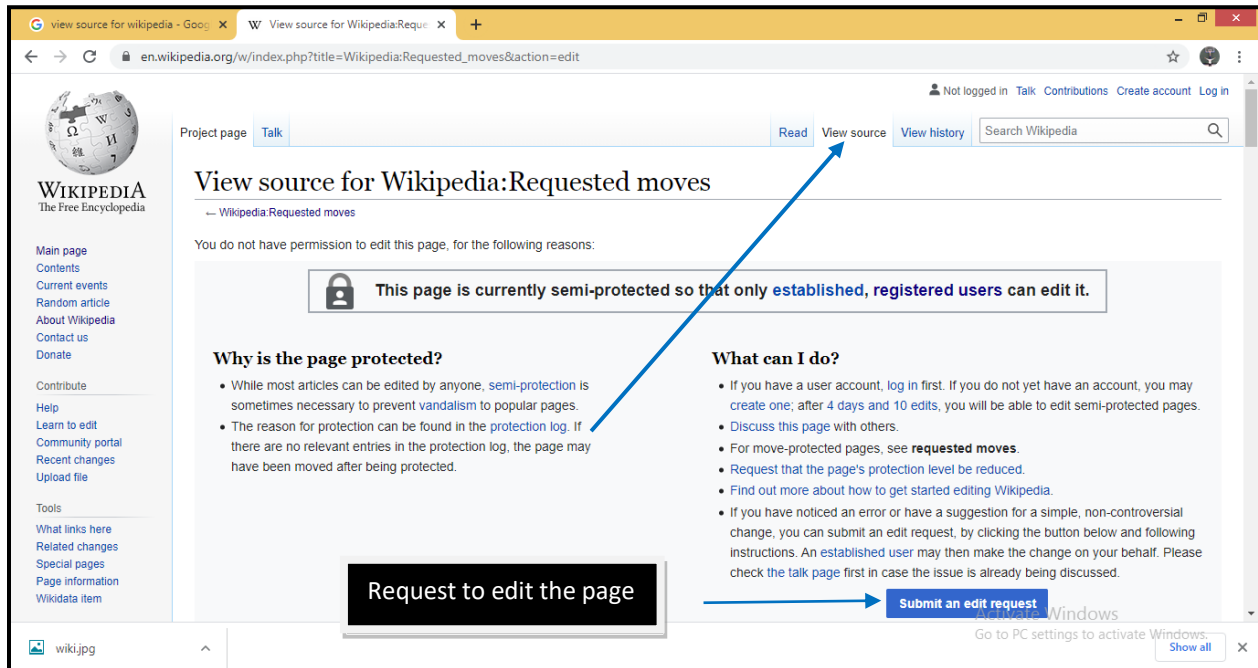 view source for wikipedia - Goog
View source for Wikipedia:Reque
en.wikipedia.org/w/index.php?title=Wikipedia:Requested_moves&action=edit
Not logged in Talk Contributions Create account Log in
Project page Talk
Read View source View history Search Wikipedia
WIKIPEDIA
The Free Encyclopedia
Main page
Contents
Current events
Random article
About Wikipedia
Contact us
Donate
Contribute
Help
Learn to edit
Community portal
Recent changes
Upload file
Tools
What links here
Related changes
Special pages
Page information
Wikidata item
View source for Wikipedia:Requested moves
← Wikipedia:Requested moves
You do not have permission to edit this page, for the following reasons:
This page is currently semi-protected so that only established, registered users can edit it.
Why is the page protected?
• While most articles can be edited by anyone, semi-protection is
sometimes necessary to prevent vandalism to popular pages.
• The reason for protection can be found in the protection log. If
there are no relevant entries in the protection log, the page may
have been moved after being protected.
What can I do?
• If you have a user account, log in first. If you do not yet have an account, you may
create one; after 4 days and 10 edits, you will be able to edit semi-protected pages.
• Discuss this page with others.
• For move-protected pages, see requested moves.
• Request that the page's protection level be reduced.
• Find out more about how to get started editing Wikipedia.
• If you have noticed an error or have a suggestion for a simple, non-controversial
change, you can submit an edit request, by clicking the button below and following
instructions. An established user may then make the change on your behalf. Please
check the talk page first in case the issue is already being discussed.
Request to edit the page
Submit an edit request
Activate Windows
Go to PC settings to activate Windows.
wiki.jpg
Show all